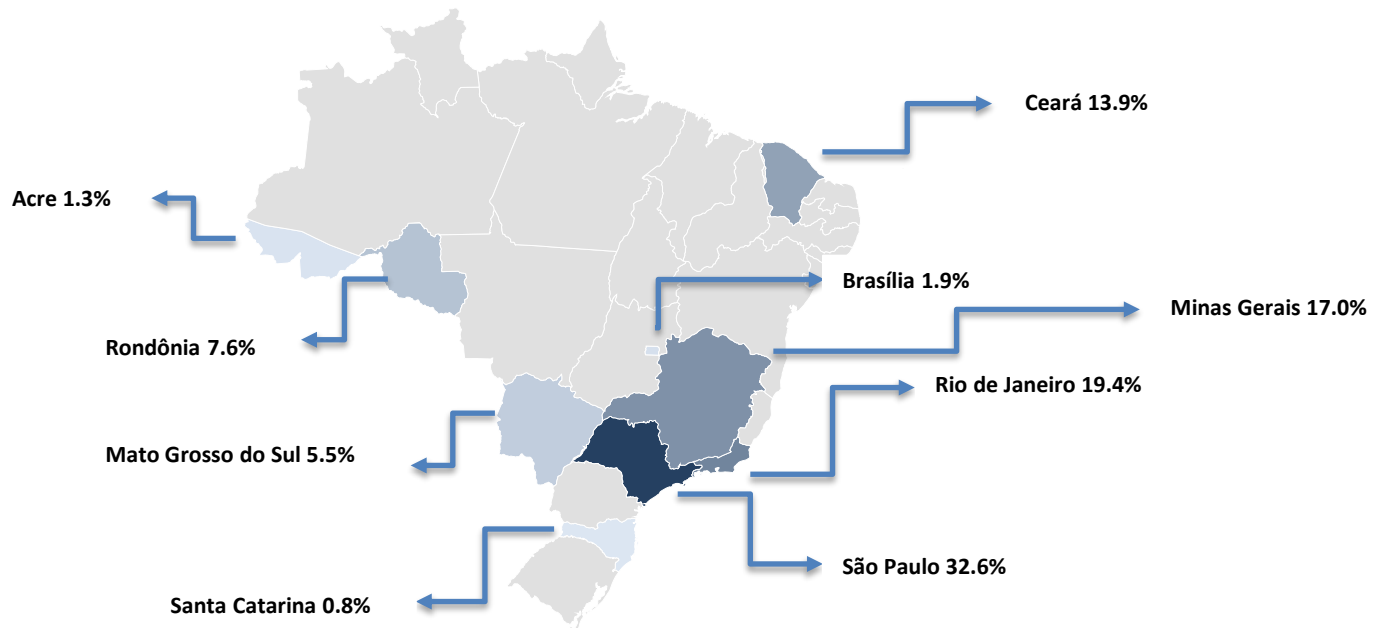 Ceará 13.9%
Acre 1.3%
Brasília 1.9%
Minas Gerais 17.0%
Rondônia 7.6%
Rio de Janeiro 19.4%
Mato Grosso do Sul 5.5%
São Paulo 32.6%
Santa Catarina 0.8%